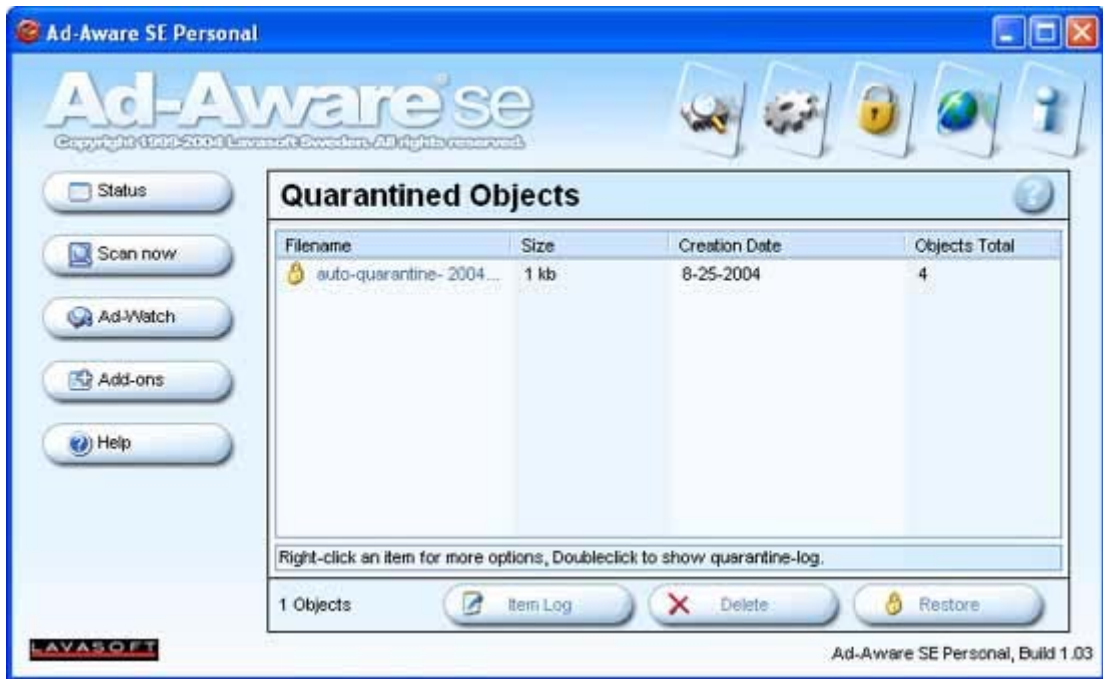 Ad-Aware SE Personal
Ad-Aware se
Copyright 1999-2004 Lavasoft Sweden. All rights reserved.
Status
Scan now
Ad-Watch
Add-ons
Help
Quarantined Objects
Filename Size Creation Date Objects Total
auto-quarantine- 2004... 1 kb 8-25-2004 4
Right-click an item for more options, Doubleclick to show quarantine-log.
1 Objects Item Log Delete Restore
LAVASOFT
Ad-Aware SE Personal, Build 1.03